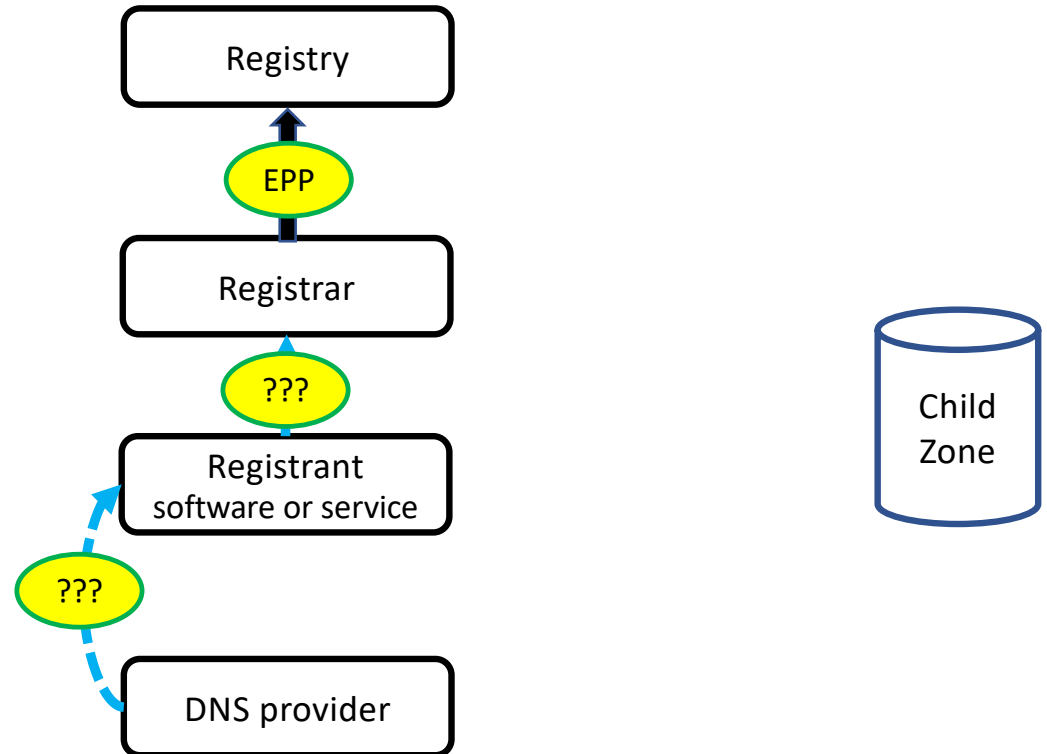 Registry
EPP
Registrar
???
Registrant
software or service
???
DNS provider
Child
Zone